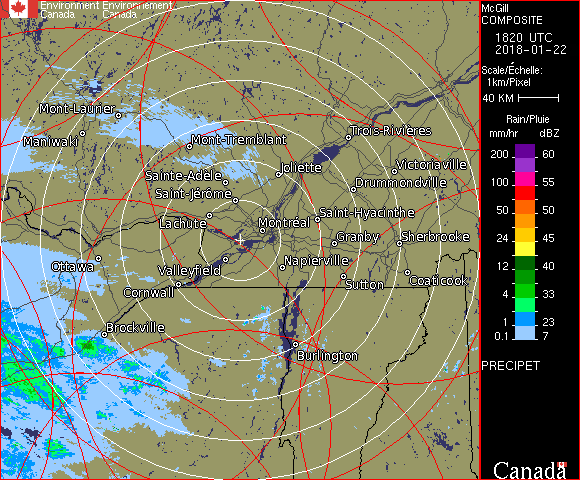 Environment Environnement
Canada Canada
McGill
COMPOSITE
1820 UTC
2018-01-22
Scale/Échelle:
1km/Pixel
40 KM
Rain/Pluie
mm/hr dBZ
200 60
100 55
50 50
24 45
12 40
4 33
1 23
0.1 7
PRECIPET
Canada
Mont-Laurier
Maniwaki
Mont-Tremblant
Trois-Rivières
Sainte-Adèle
Joliette
Victoriaville
Saint-Jérôme
Drummondville
Lachute
Montréal
Saint-Hyacinthe
Granby
Sherbrooke
Ottawa
Valleyfield
Napierville
Cornwall
Sutton
Coaticook
Brockville
Burlington